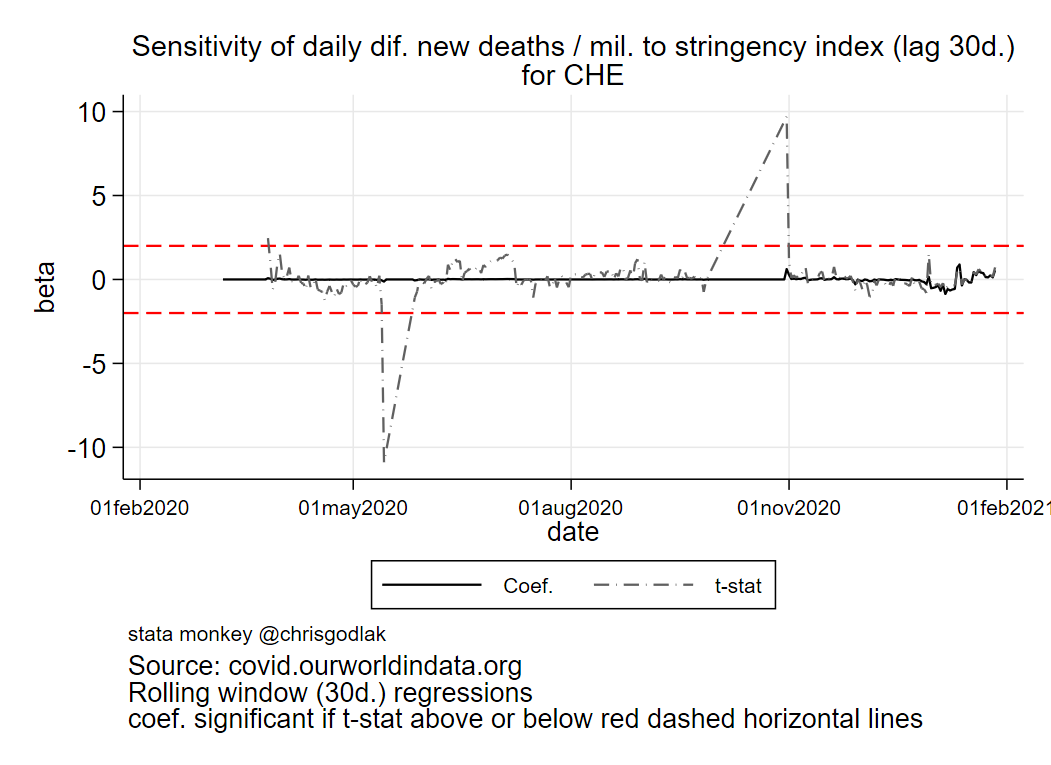 Sensitivity of daily dif. new deaths / mil. to stringency index (lag 30d.)
for CHE
beta
10
5
0
-5
-10
01feb2020
01may2020
01aug2020
01nov2020
01feb2021
date
Coef.
t-stat
stata monkey @chrisgodlak
Source: covid.ourworldindata.org
Rolling window (30d.) regressions
coef. significant if t-stat above or below red dashed horizontal lines